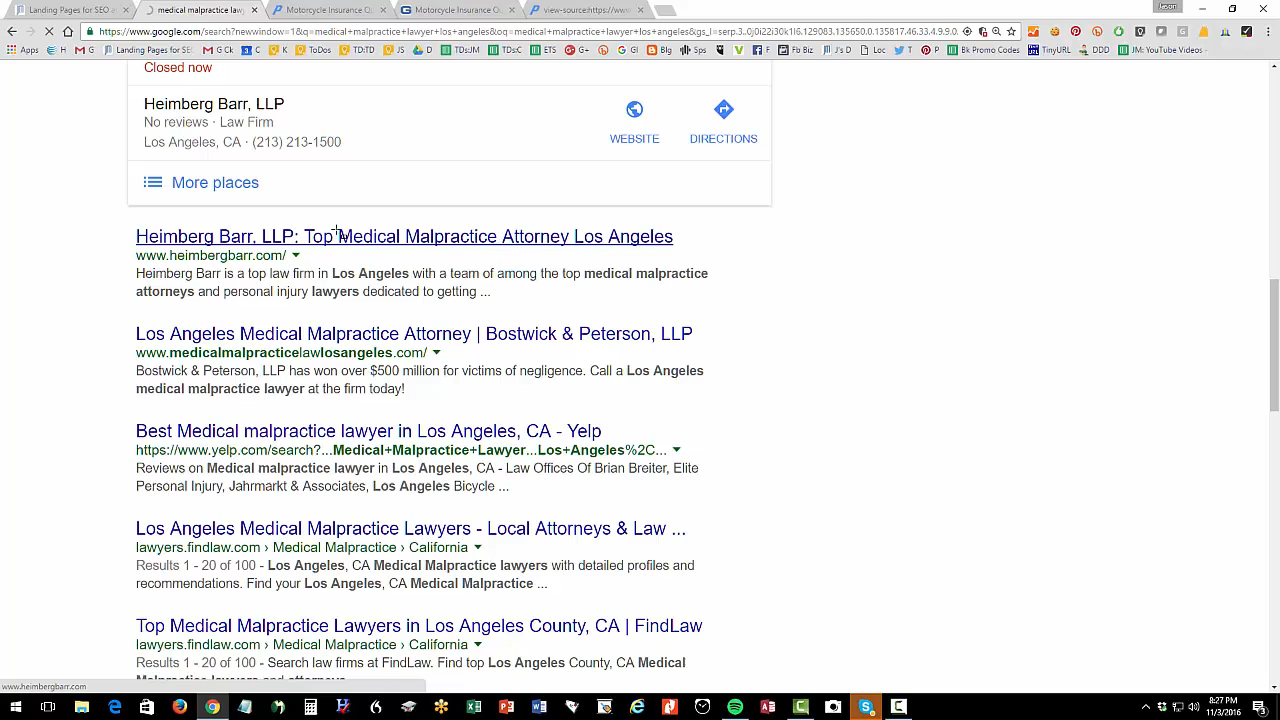 Landing Pages for SEO a
medical malpractice law
Motorcycle Insurance Qu
Motorcycle Insurance Qu
view-source:https://www
Jason
https://www.google.com/search?newwindow=1&q=medical+malpractice+lawyer+los+angeles&oq=medical+malpractice+lawyer+los+angeles&gs_l=serp.3..0j0i22i30k1l6.129083.135650.0.135817.46.33.4.9.9.0.
Apps H G Landing Pages for SE G Ck C K ToDos TD:TD JS TDsJM TDsC ETS G+ GI Blg Sps V F Fbz J's D Loc T P Bk Promo Codes TinyURL DDD JM: YouTube Videos
Closed now
Heimberg Barr, LLP
No reviews · Law Firm
Los Angeles, CA · (213) 213-1500
WEBSITE
DIRECTIONS
More places
Heimberg Barr, LLP: Top Medical Malpractice Attorney Los Angeles
www.heimbergbarr.com/
Heimberg Barr is a top law firm in Los Angeles with a team of among the top medical malpractice
attorneys and personal injury lawyers dedicated to getting ...
Los Angeles Medical Malpractice Attorney | Bostwick & Peterson, LLP
www.medicalmalpracticelawlosangeles.com/
Bostwick & Peterson, LLP has won over $500 million for victims of negligence. Call a Los Angeles
medical malpractice lawyer at the firm today!
Best Medical malpractice lawyer in Los Angeles, CA - Yelp
https://www.yelp.com/search?...Medical+Malpractice+Lawyer...Los+Angeles%2C...
Reviews on Medical malpractice lawyer in Los Angeles, CA - Law Offices Of Brian Breiter, Elite
Personal Injury, Jahrmarkt & Associates, Los Angeles Bicycle ...
Los Angeles Medical Malpractice Lawyers - Local Attorneys & Law ...
lawyers.findlaw.com › Medical Malpractice › California
Results 1 - 20 of 100 - Los Angeles, CA Medical Malpractice lawyers with detailed profiles and
recommendations. Find your Los Angeles, CA Medical Malpractice ...
Top Medical Malpractice Lawyers in Los Angeles County, CA | FindLaw
lawyers.findlaw.com › Medical Malpractice › California
Results 1 - 20 of 100 - Search law firms at FindLaw. Find top Los Angeles County, CA Medical
Malpractice lawyers and attorneys.
www.heimbergbarr.com
8:27 PM
11/3/2016